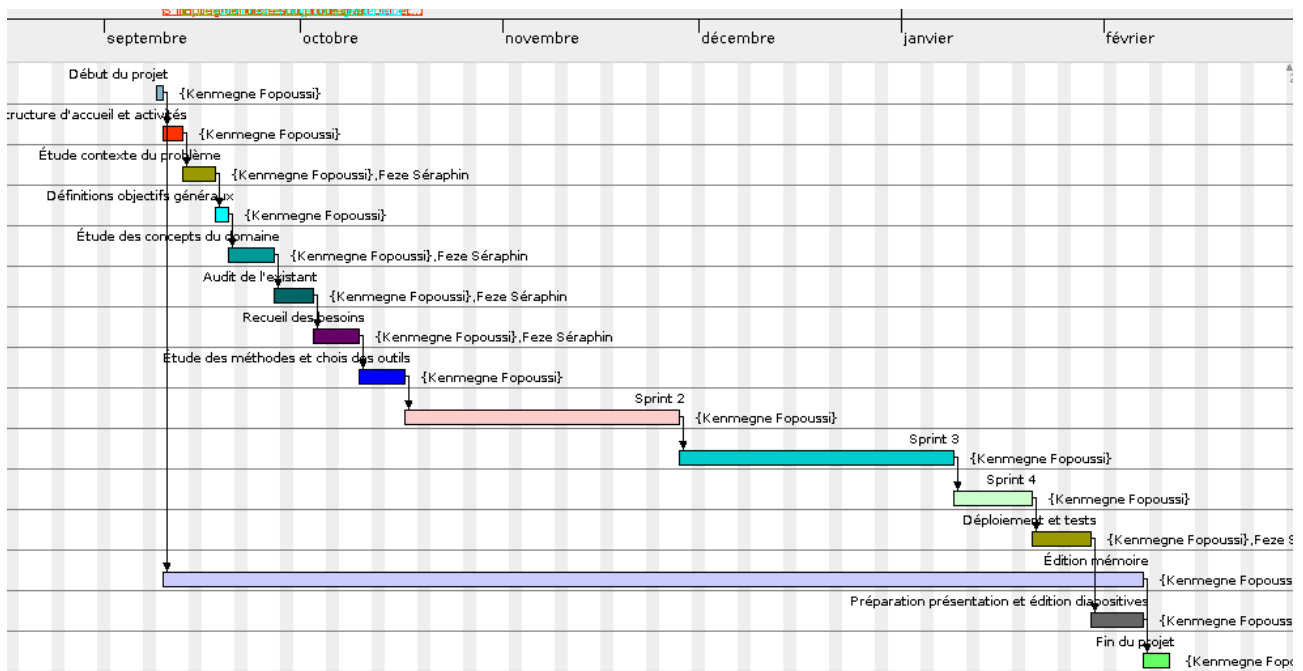 septembre octobre novembre décembre janvier février
Début du projet
{Kenmegne Fopoussi}
tructure d'accueil et activités
{Kenmegne Fopoussi}
Étude contexte du problème
{Kenmegne Fopoussi},Feze Séraphin
Définitions objectifs généraux
{Kenmegne Fopoussi}
Étude des concepts du domaine
{Kenmegne Fopoussi},Feze Séraphin
Audit de l'existant
{Kenmegne Fopoussi},Feze Séraphin
Recueil des besoins
{Kenmegne Fopoussi},Feze Séraphin
Étude des méthodes et chois des outils
{Kenmegne Fopoussi}
Sprint 2
{Kenmegne Fopoussi}
Sprint 3
{Kenmegne Fopoussi}
Sprint 4
{Kenmegne Fopoussi}
Déploiement et tests
{Kenmegne Fopoussi},Feze S
Édition mémoire
{Kenmegne Fopouss
Préparation présentation et édition diapositives
{Kenmegne Fopouss
Fin du projet
{Kenmegne Fopo